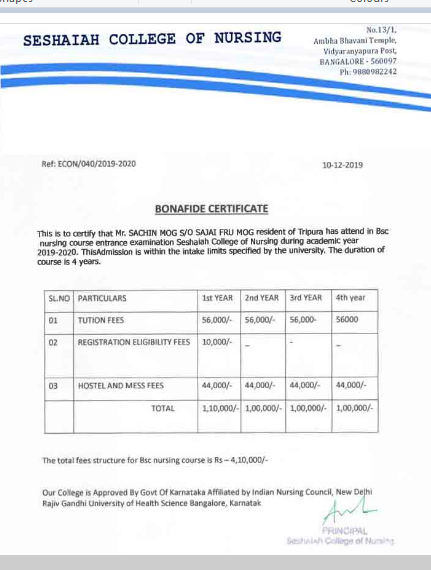 SESHAIAH COLLEGE OF NURSING
No.13/1,
Ambha Bhavani Temple,
Vidyaranyapura Post,
BANGALORE - 560097
Ph: 9880982242
Ref: ECON/040/2019-2020
10-12-2019
BONAFIDE CERTIFICATE
This is to certify that Mr. SACHIN MOG S/O SAJAI FRU MOG resident of Tripura has attend in Bsc
nursing course entrance examination Seshaiah College of Nursing during academic year
2019-2020. ThisAdmission is within the intake limits specified by the university. The duration of
course is 4 years.
SL.NO PARTICULARS 1st YEAR 2nd YEAR 3rd YEAR 4th year
01 TUTION FEES 56,000/- 56,000/- 56,000- 56000
02 REGISTRATION ELIGIBILITY FEES 10,000/- _ - _
03 HOSTEL AND MESS FEES 44,000/- 44,000/- 44,000/- 44,000/-
TOTAL 1,10,000/- 1,00,000/- 1,00,000/- 1,00,000/-
The total fees structure for Bsc nursing course is Rs – 4,10,000/-
Our College is Approved By Govt Of Karnataka Affiliated by Indian Nursing Council, New Delhi
Rajiv Gandhi University of Health Science Bangalore, Karnatak
PRINCIPAL
Seshaiah College of Nursing